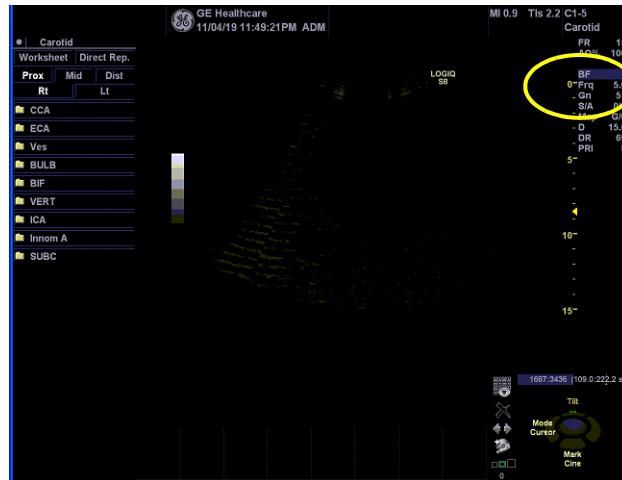 GE Healthcare
11/04/19 11:49:21PM ADM
MI 0.9 TIs 2.2 C1-5
Carotid
Carotid
Worksheet Direct Rep.
Prox Mid Dist
Rt Lt
CCA
ECA
Ves
BULB
BIF
VERT
ICA
Innom A
SUBC
LOGIQ
S8
FR
AO%
BF
Frq
Gn
S/A
Map
D
DR
PRI
0
5
10
15
1687:3436 (109.0:222.2 s
Tilt
Mode
Cursor
Mark
Cine
0